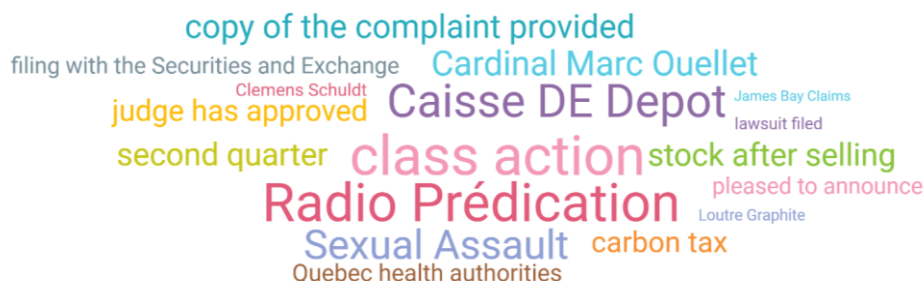 copy of the complaint provided
filing with the Securities and Exchange
Cardinal Marc Ouellet
Clemens Schuldt
judge has approved
Caisse DE Depot
James Bay Claims
lawsuit filed
second quarter
class action
stock after selling
pleased to announce
Radio Prédication
Loutre Graphite
Sexual Assault
carbon tax
Quebec health authorities